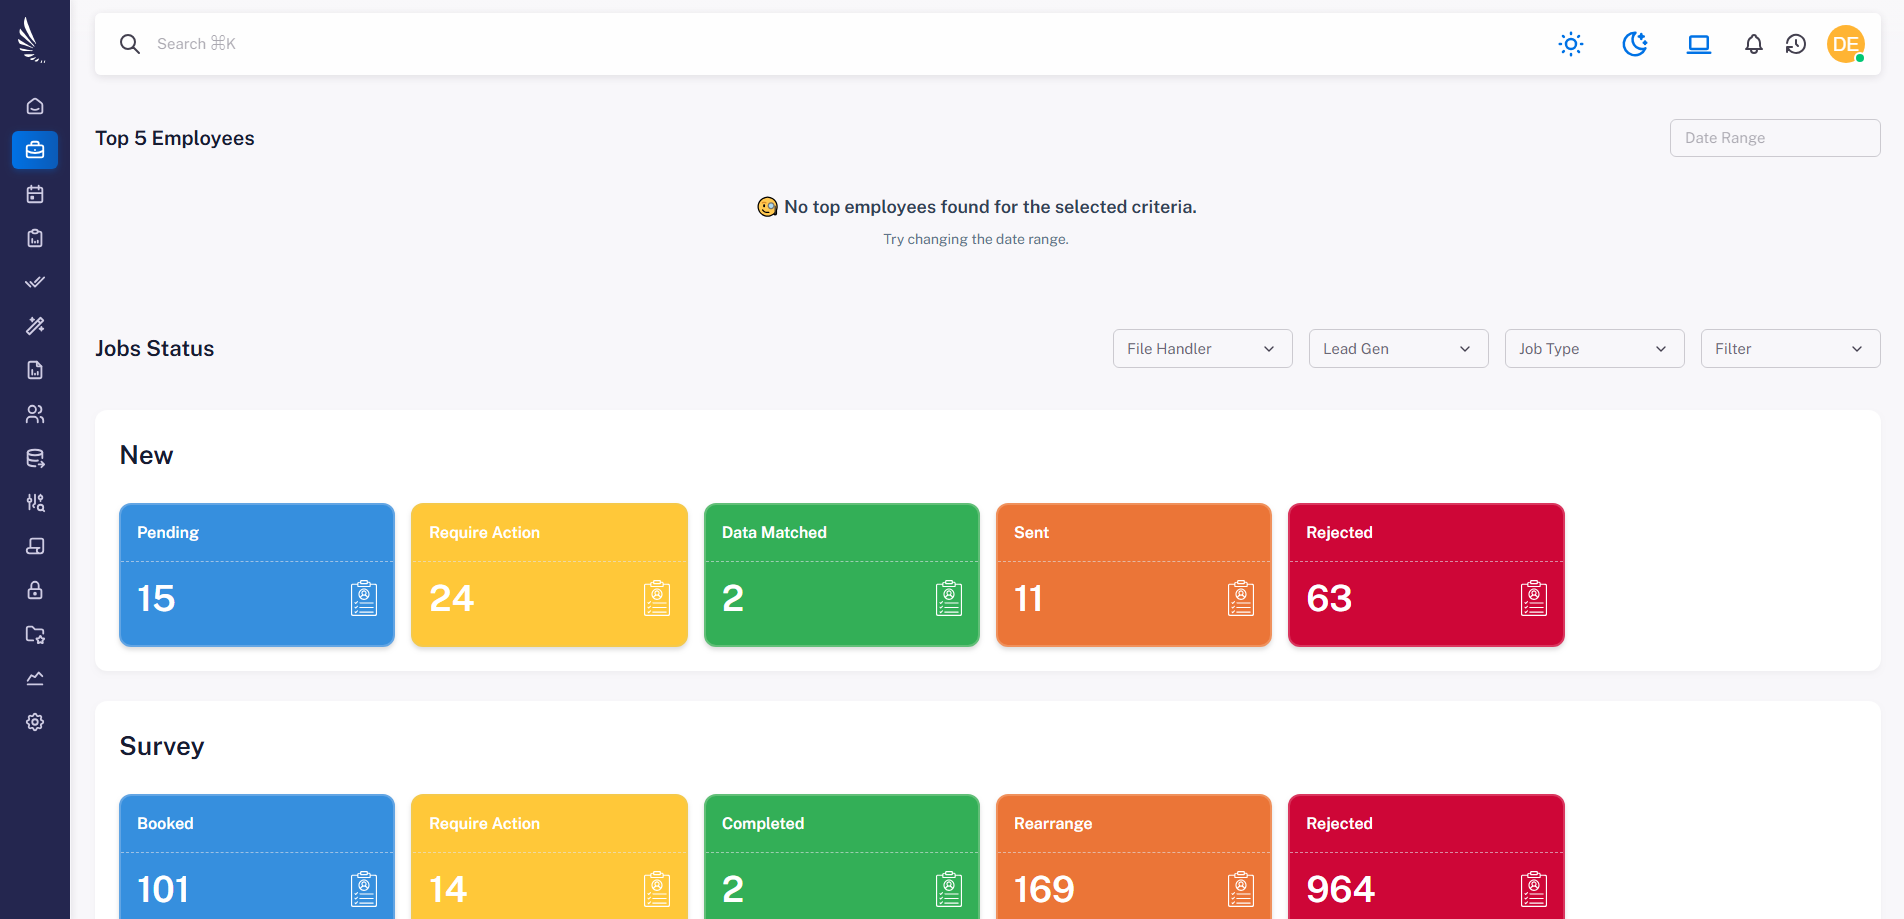 Search ⌘K
DE
Top 5 Employees
Date Range
🧐 No top employees found for the selected criteria.
Try changing the date range.
Jobs Status
File Handler
Lead Gen
Job Type
Filter
New
Pending
Require Action
Data Matched
Sent
Rejected
15
24
2
11
63
Survey
Booked
Require Action
Completed
Rearrange
Rejected
101
14
2
169
964